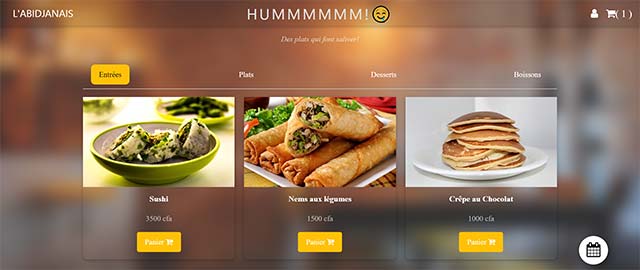 L'ABIDJANAIS
HUMMMMMM!
( 1 )
Des plats qui font saliver!
Entrées Plats Desserts Boissons
Sushi Nems aux légumes Crêpe au Chocolat
3500 cfa 1500 cfa 1000 cfa
Panier Panier Panier